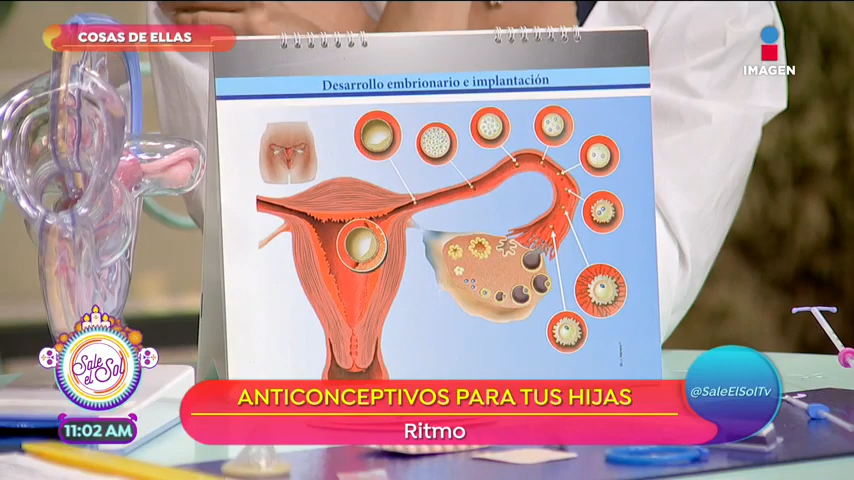 COSAS DE ELLAS
IMAGEN
Desarrollo embrionario e implantación
Sale
el Sol
11:02 AM
ANTICONCEPTIVOS PARA TUS HIJAS
Ritmo
@SaleElSolTv